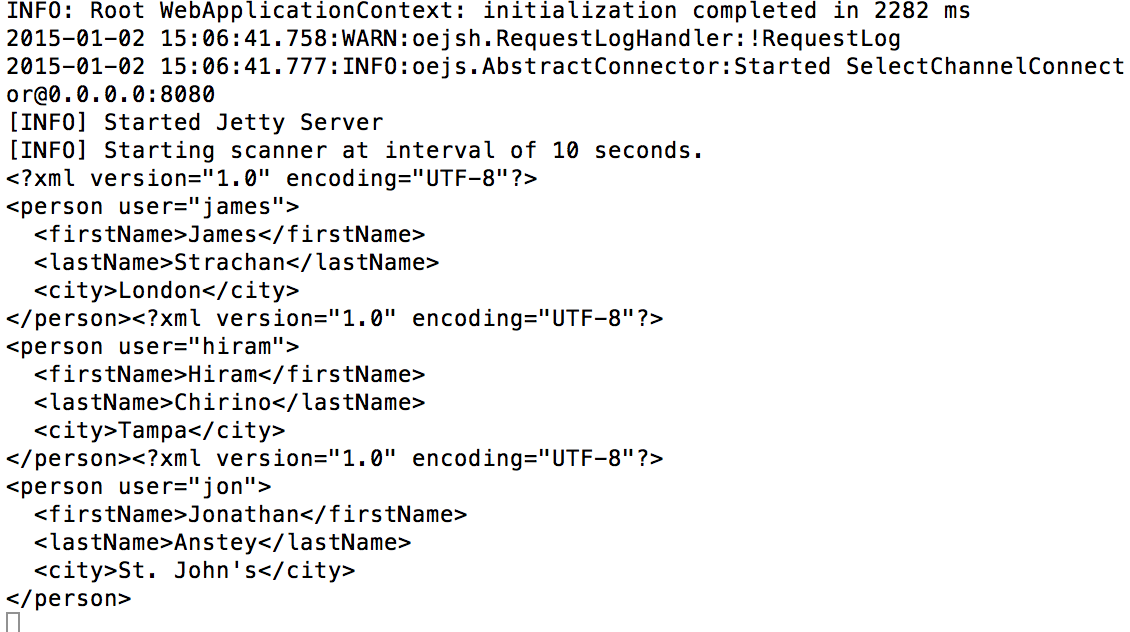 INFO: Root WebApplicationContext: initialization completed in 2282 ms
2015-01-02 15:06:41.758:WARN:oejsh.RequestLogHandler:!RequestLog
2015-01-02 15:06:41.777:INFO:oejs.AbstractConnector:Started SelectChannelConnect
or@0.0.0.0:8080
[INFO] Started Jetty Server
[INFO] Starting scanner at interval of 10 seconds.
<?xml version="1.0" encoding="UTF-8"?>
<person user="james">
  <firstName>James</firstName>
  <lastName>Strachan</lastName>
  <city>London</city>
</person><?xml version="1.0" encoding="UTF-8"?>
<person user="hiram">
  <firstName>Hiram</firstName>
  <lastName>Chirino</lastName>
  <city>Tampa</city>
</person><?xml version="1.0" encoding="UTF-8"?>
<person user="jon">
  <firstName>Jonathan</firstName>
  <lastName>Anstey</lastName>
  <city>St. John's</city>
</person>